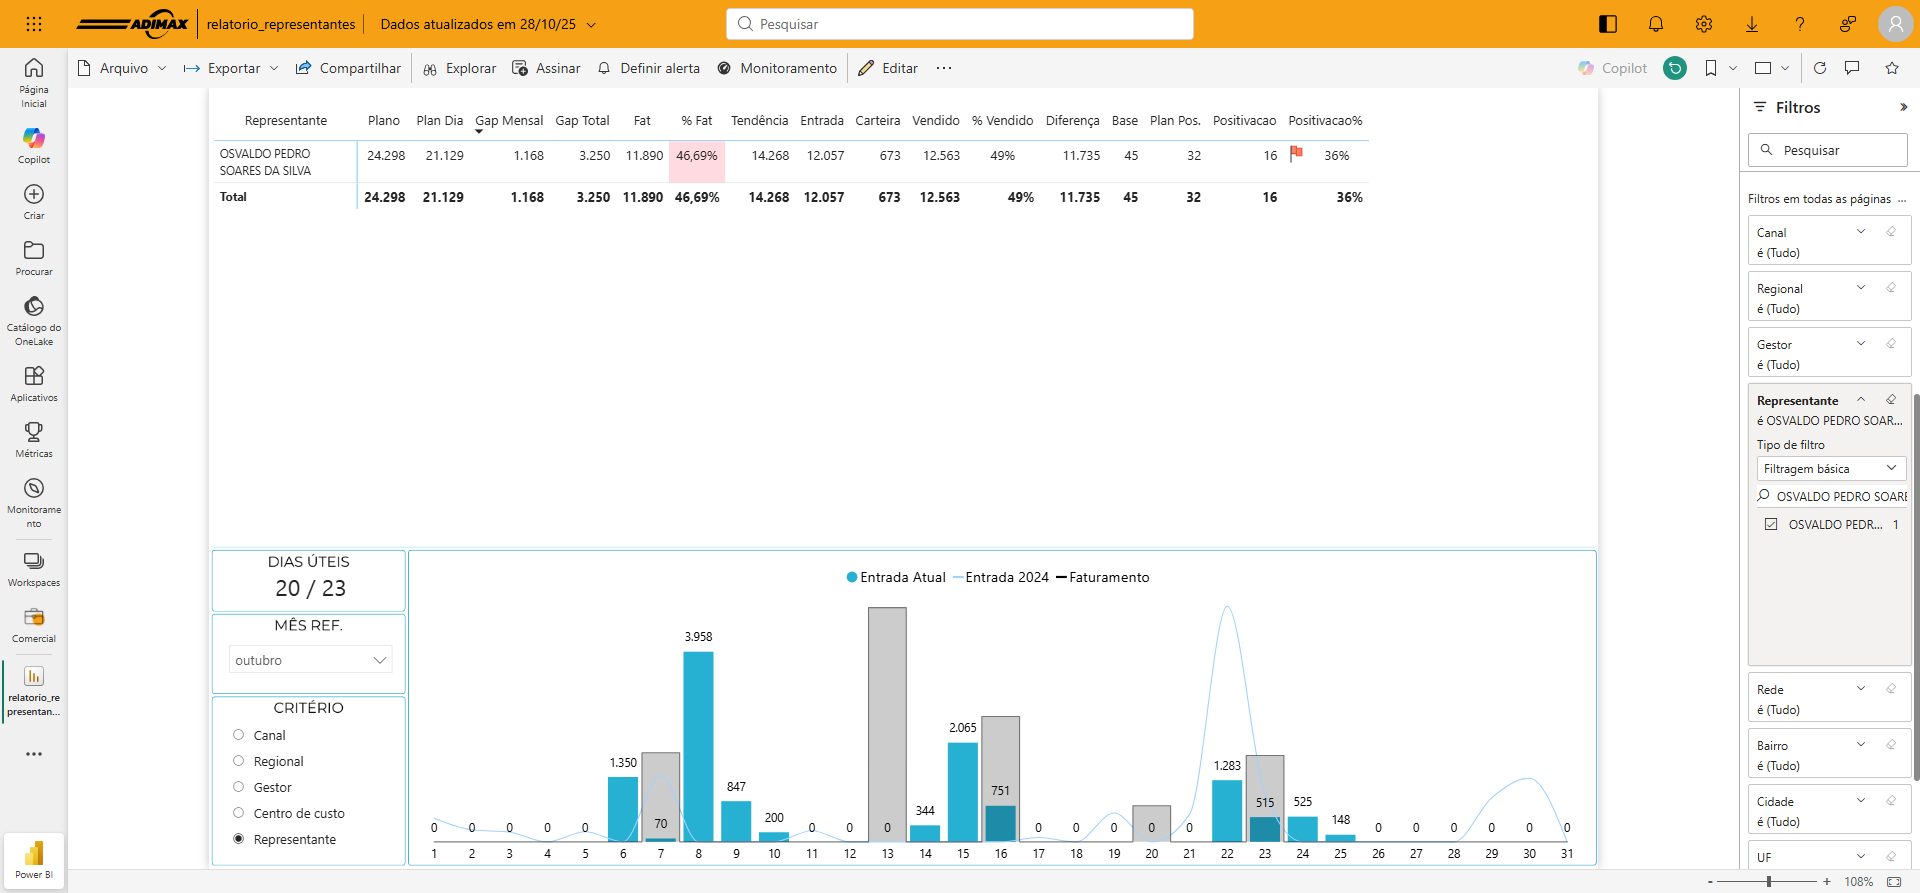 ADIMAX
relatorio_representantes
Dados atualizados em 28/10/25
Pesquisar
Arquivo
Exportar
Compartilhar
Explorar
Assinar
Definir alerta
Monitoramento
Editar
Copilot
Página
Inicial
Copilot
Criar
Procurar
Catálogo do
OneLake
Aplicativos
Métricas
Monitorame
nto
Workspaces
Comercial
relatorio_re
presentan...
Power BI
Representante Plano Plan Dia Gap Mensal Gap Total Fat % Fat Tendência Entrada Carteira Vendido % Vendido Diferença Base Plan Pos. Positivacao Positivacao%
OSVALDO PEDRO
SOARES DA SILVA
24.298 21.129 1.168 3.250 11.890 46,69% 14.268 12.057 673 12.563 49% 11.735 45 32 16 36%
Total 24.298 21.129 1.168 3.250 11.890 46,69% 14.268 12.057 673 12.563 49% 11.735 45 32 16 36%
DIAS ÚTEIS
20 / 23
MÊS REF.
outubro
CRITÉRIO
Canal
Regional
Gestor
Centro de custo
Representante
Entrada Atual Entrada 2024 Faturamento
0 0 0 0 0 1.350 70 3.958 847 200 0 0 0 344 2.065 751 0 0 0 0 0 1.283 515 525 148 0 0 0 0 0 0
1 2 3 4 5 6 7 8 9 10 11 12 13 14 15 16 17 18 19 20 21 22 23 24 25 26 27 28 29 30 31
Filtros
Pesquisar
Filtros em todas as páginas ...
Canal
é (Tudo)
Regional
é (Tudo)
Gestor
é (Tudo)
Representante
é OSVALDO PEDRO SOAR...
Tipo de filtro
Filtragem básica
OSVALDO PEDRO SOARE
OSVALDO PEDR... 1
Rede
é (Tudo)
Bairro
é (Tudo)
Cidade
é (Tudo)
UF
- + 108%